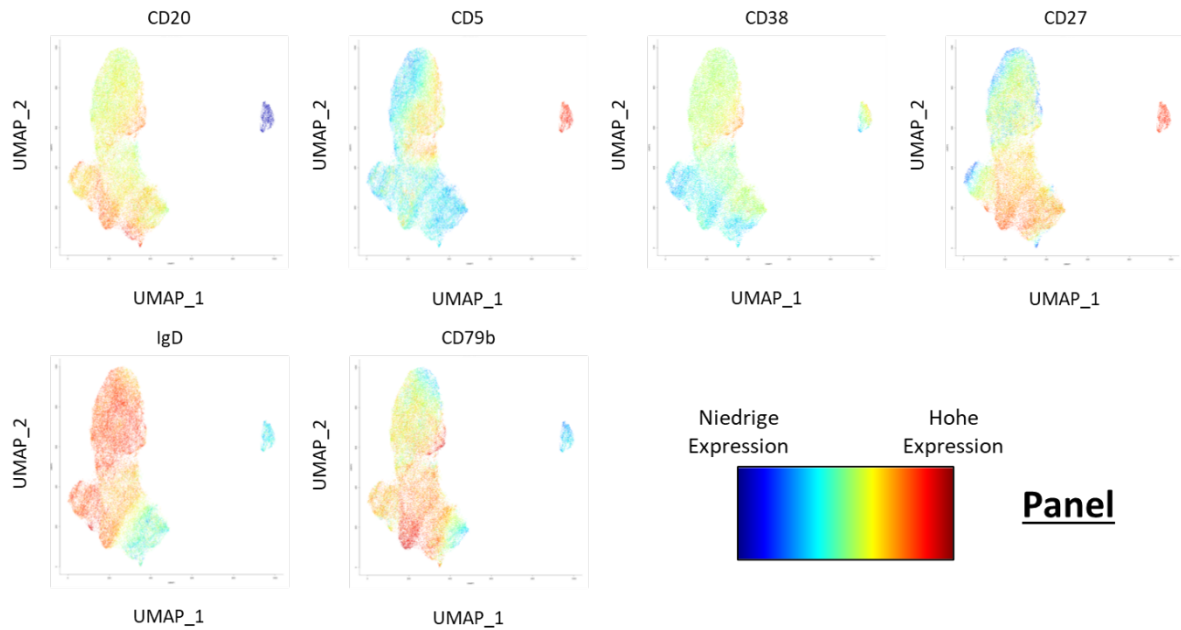 CD20
CD5
CD38
CD27
UMAP_2
UMAP_2
UMAP_2
UMAP_2
UMAP_1
UMAP_1
UMAP_1
UMAP_1
IgD
CD79b
UMAP_2
UMAP_2
UMAP_1
UMAP_1
Niedrige
Expression
Hohe
Expression
Panel